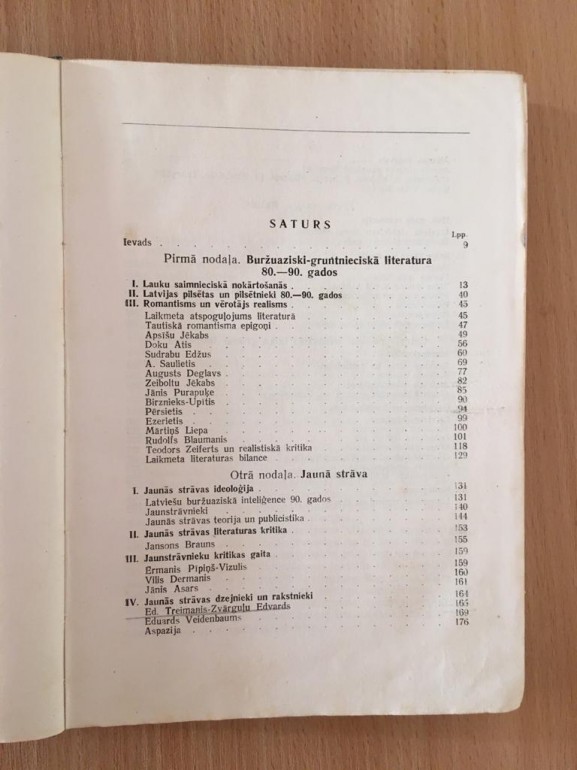 SATURS
Lpp.
Ievads . . . 9
Pirmā nodaļa. Buržuaziski-gruntnieciskā literatura
80.—90. gados
I. Lauku saimnieciskā nokārtošanās . . . 13
II. Latvijas pilsētas un pilsētnieki 80.—90. gados . . . 40
III. Romantisms un vērotājs realisms . . . 45
Laikmeta atspoguļojums literaturā . . . 45
Tautiskā romantisma epigoņi . . . 47
Apsīšu Jēkabs . . . 49
Doku Atis . . . 56
Sudrabu Edžus . . . 60
A. Saulietis . . . 69
Augusts Deglavs . . . 77
Zeiboltu Jēkabs . . . 82
Jānis Purapuķe . . . 85
Birznieks-Upītis . . . 90
Pērsietis . . . 94
Ezerietis . . . 99
Mārtiņš Liepa . . . 100
Rudolfs Blaumanis . . . 101
Teodors Zeiferts un realistiskā kritika . . . 118
Laikmeta literaturas bilance . . . 129
Otrā nodaļa. Jaunā strāva
I. Jaunās strāvas ideoloģija . . . 131
Latviešu buržuaziskā inteliģence 90. gados . . . 131
Jaunstrāvnieki . . . 140
Jaunās strāvas teorija un publicistika . . . 144
II. Jaunās strāvas literaturas kritika . . . 153
Jansons Brauns . . . 155
III. Jaunstrāvnieku kritikas gaita . . . 159
Ermanis Pīpiņš-Vizulis . . . 159
Vilis Dermanis . . . 160
Jānis Asars . . . 161
IV. Jaunās strāvas dzejnieki un rakstnieki . . . 164
Ed. Treimanis-Zvārguļu Edvards . . . 165
Eduards Veidenbaums . . . 169
Aspazija . . . 176